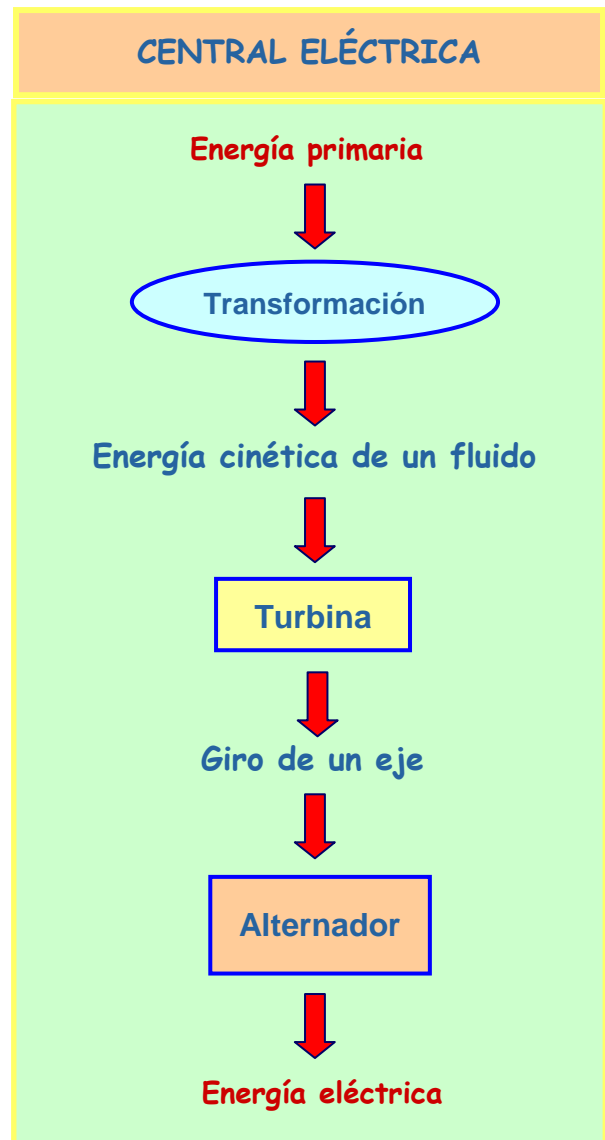 CENTRAL ELÉCTRICA
Energía primaria
Transformación
Energía cinética de un fluido
Turbina
Giro de un eje
Alternador
Energía eléctrica